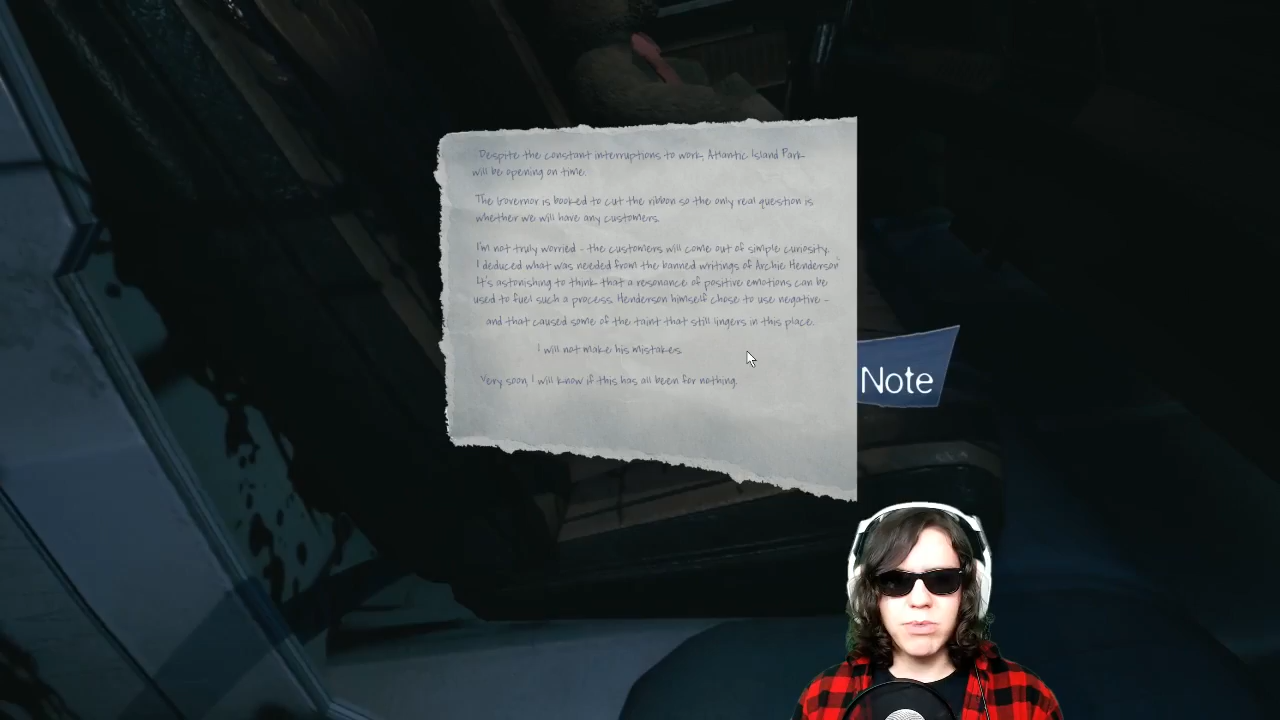 Despite the constant interruptions to work, Atlantic Island Park
will be opening on time.
The Governor is booked to cut the ribbon so the only real question is
whether we will have any customers.
I'm not truly worried - the customers will come out of simple curiosity.
I deduced what was needed from the banned writings of Archie Henderson.
It's astonishing to think that a resonance of positive emotions can be
used to fuel such a process. Henderson himself chose to use negative -
and that caused some of the taint that still lingers in this place.
I will not make his mistakes.
Very soon, I will know if this has all been for nothing.
Note